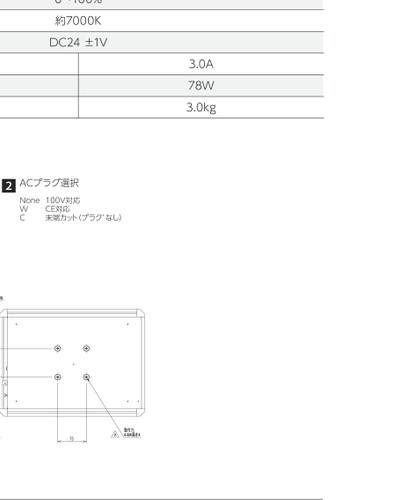 約7000K
DC24 ±1V
3.0A
78W
3.0kg
2 ACプラグ選択
None 100V対応
W CE対応
C 末端カット(プラグなし)
75